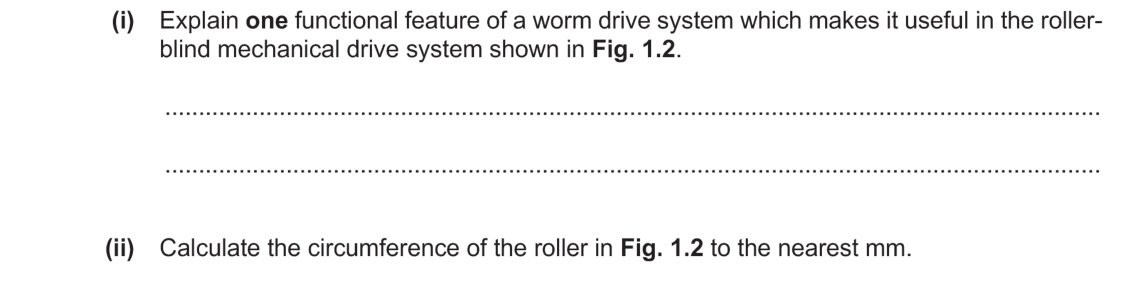 (i) Explain one functional feature of a worm drive system which makes it useful in the roller-
blind mechanical drive system shown in Fig. 1.2.
(ii) Calculate the circumference of the roller in Fig. 1.2 to the nearest mm.